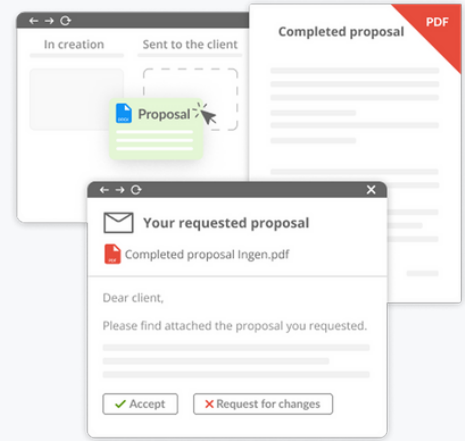 In creation
Sent to the client
Proposal
Completed proposal
PDF
Your requested proposal
Completed proposal Ingen.pdf
Dear client,
Please find attached the proposal you requested.
Accept
Request for changes